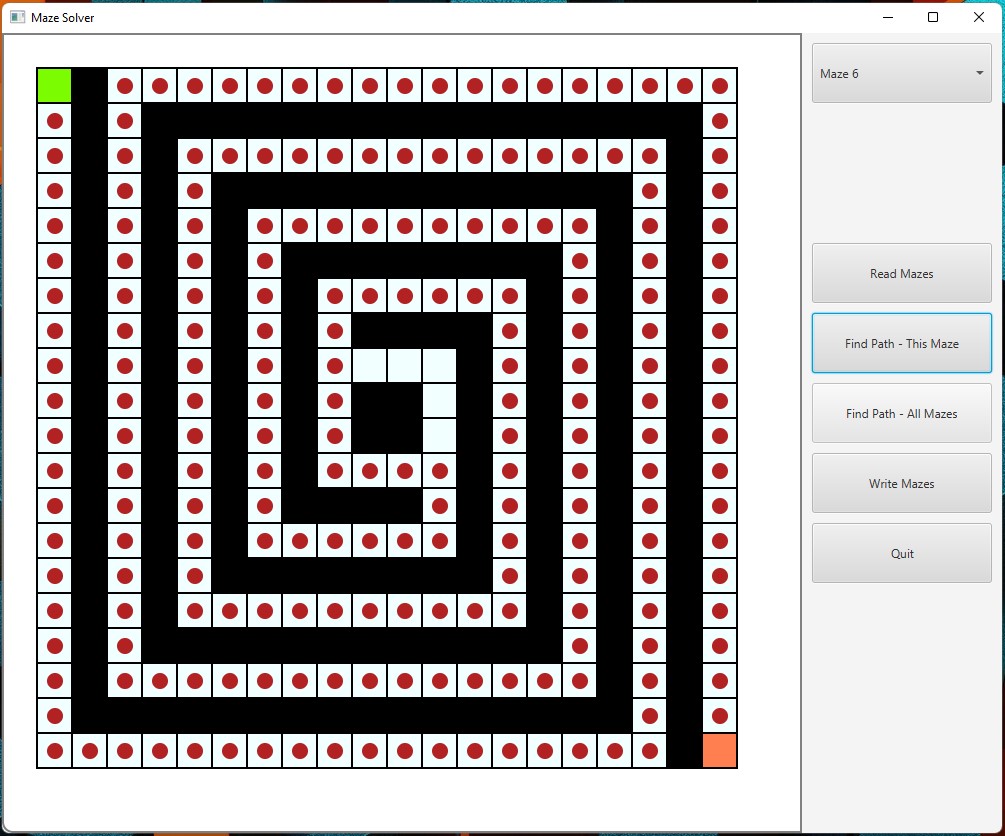 Maze Solver
Maze 6
Read Mazes
Find Path - This Maze
Find Path - All Mazes
Write Mazes
Quit